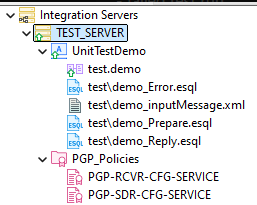 Integration Servers
TEST_SERVER
UnitTestDemo
test.demo
test\demo_Error.esql
test\demo_inputMessage.xml
test\demo_Prepare.esql
test\demo_Reply.esql
PGP_Policies
PGP-RCVR-CFG-SERVICE
PGP-SDR-CFG-SERVICE